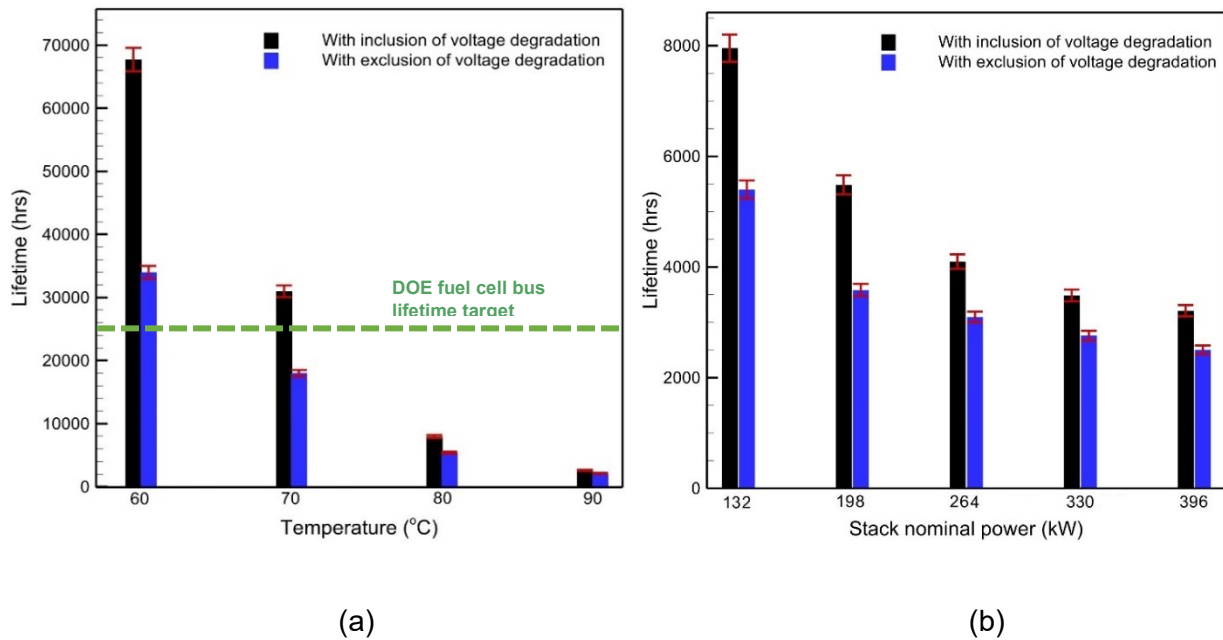 With inclusion of voltage degradation
With exclusion of voltage degradation
70000
60000
50000
40000
30000
20000
10000
0
Lifetime (hrs)
DOE fuel cell bus
lifetime target
60
70
80
90
Temperature (°C)
(a)
With inclusion of voltage degradation
With exclusion of voltage degradation
8000
6000
4000
2000
0
Lifetime (hrs)
132
198
264
330
396
Stack nominal power (kW)
(b)